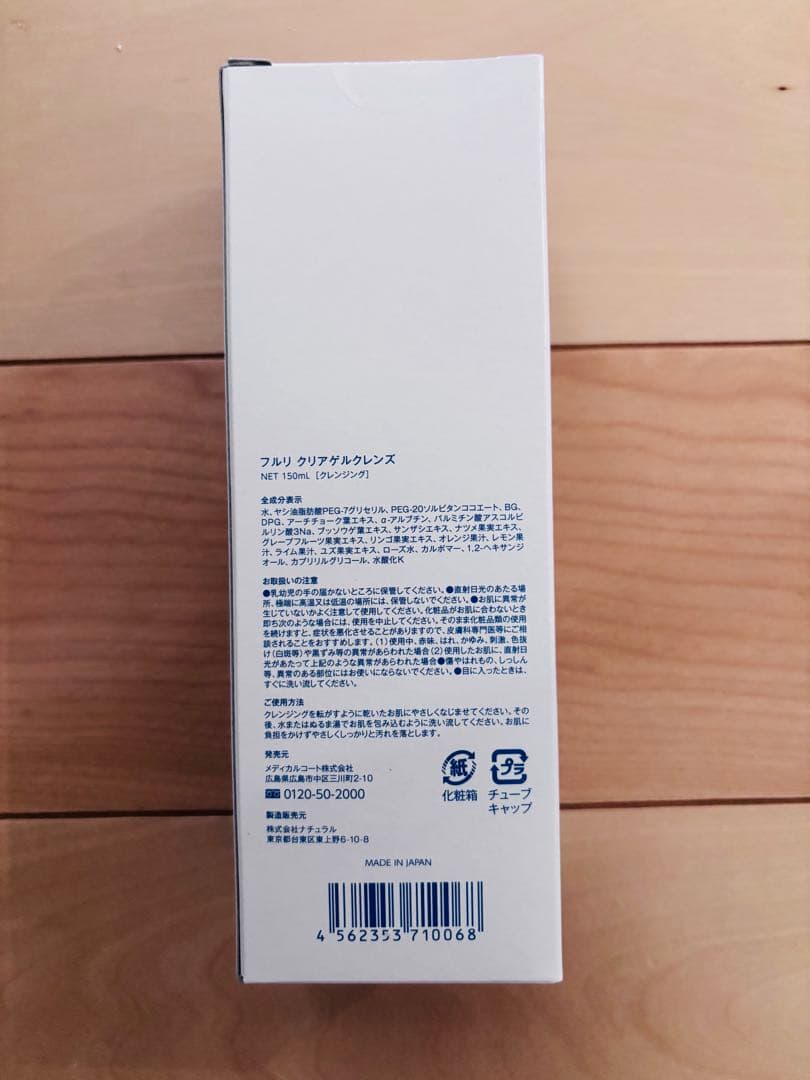 フルリ クリアゲルクレンズ
NET 150mL [クレンジング]
全成分表示
水、ヤシ油脂肪酸PEG-7グリセリル、PEG-20ソルビタンココエート、BG、
DPG、アーチチョーク葉エキス、α-アルブチン、パルミチン酸アスコルビ
ルリン酸3Na、ブッソウゲ葉エキス、サンザシエキス、ナツメ果実エキス、
グレープフルーツ果実エキス、リンゴ果実エキス、オレンジ果汁、レモン果
汁、ライム果汁、ユズ果実エキス、ローズ水、カルボマー、1,2-ヘキサンジ
オール、カプリリルグリコール、水酸化K
お取扱いの注意
●乳幼児の手の届かないところに保管してください。●直射日光のあたる場
所、極端に高温又は低温の場所には、保管しないでください。●お肌に異常が
生じていないかよく注意して使用してください。化粧品がお肌に合わないとき
即ち次のような場合には、使用を中止してください。そのまま化粧品類の使用
を続けますと、症状を悪化させることがありますので、皮膚科専門医等にご相
談されることをおすすめします。(1)使用中、赤味、はれ、かゆみ、刺激、色抜
け(白斑等)や黒ずみ等の異常があらわれた場合(2)使用したお肌に、直射日
光があたって上記のような異常があらわれた場合●傷やはれもの、しっしん
等、異常のある部位にはお使いにならないでください。●目に入ったときは、
すぐに洗い流してください。
ご使用方法
クレンジングを転がすように乾いたお肌にやさしくなじませてください。その
後、水またはぬるま湯でお肌を包み込むように洗い流してください。お肌に
負担をかけずやさしくしっかりと汚れを落とします。
発売元
メディカルコート株式会社
広島県広島市中区三川町2-10
0120-50-2000
紙
化粧箱
プラ
チューブ
キャップ
製造販売元
株式会社ナチュラル
東京都台東区東上野6-10-8
MADE IN JAPAN
4 562353 710068